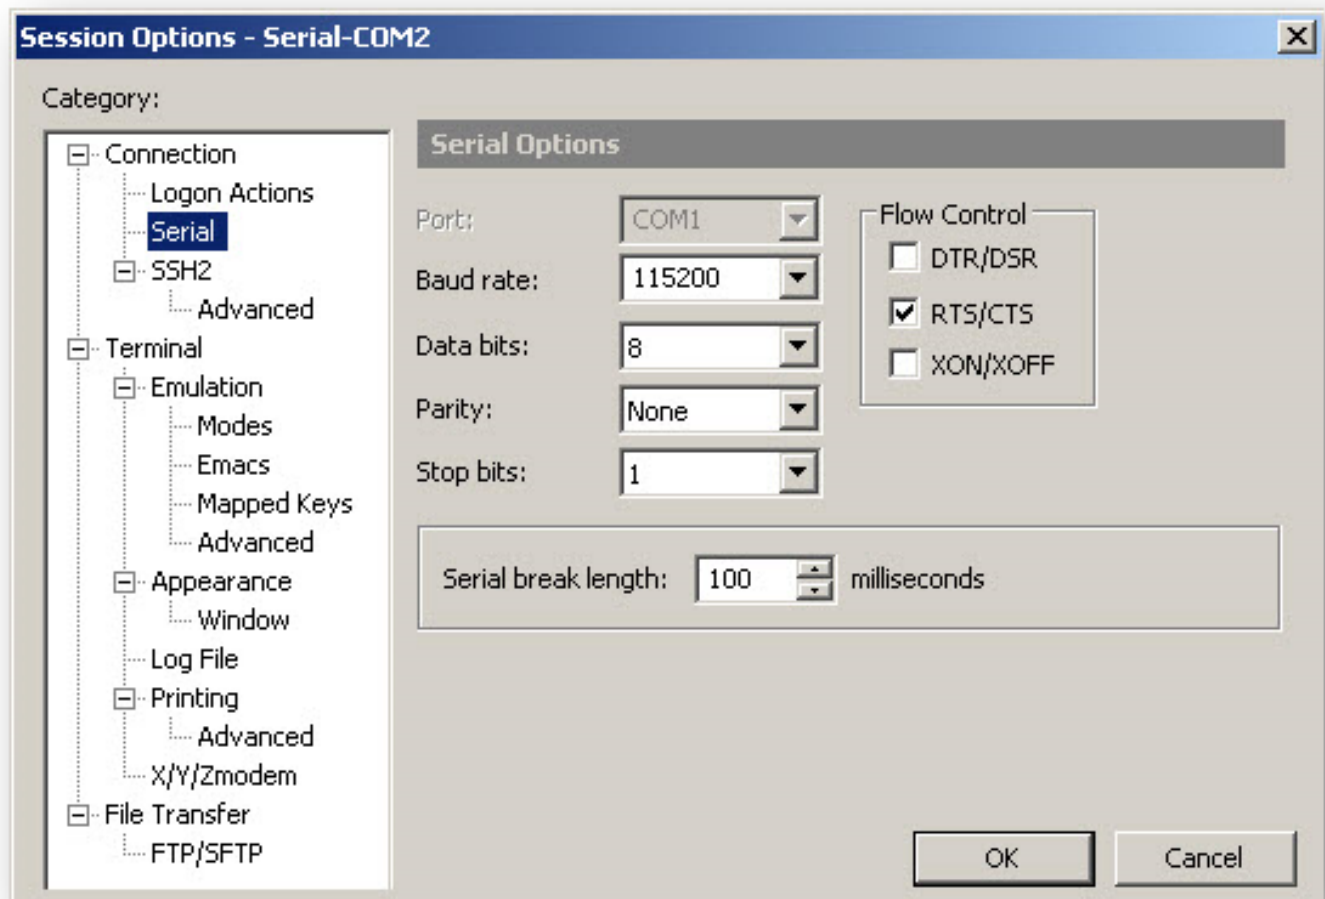 Session Options - Serial-COM2
Category:
Connection
Logon Actions
Serial
SSH2
Advanced
Terminal
Emulation
Modes
Emacs
Mapped Keys
Advanced
Appearance
Window
Log File
Printing
Advanced
X/Y/Zmodem
File Transfer
FTP/SFTP
Serial Options
Port: COM1
Baud rate: 115200
Data bits: 8
Parity: None
Stop bits: 1
Flow Control
DTR/DSR
RTS/CTS
XON/XOFF
Serial break length: 100 milliseconds
OK Cancel